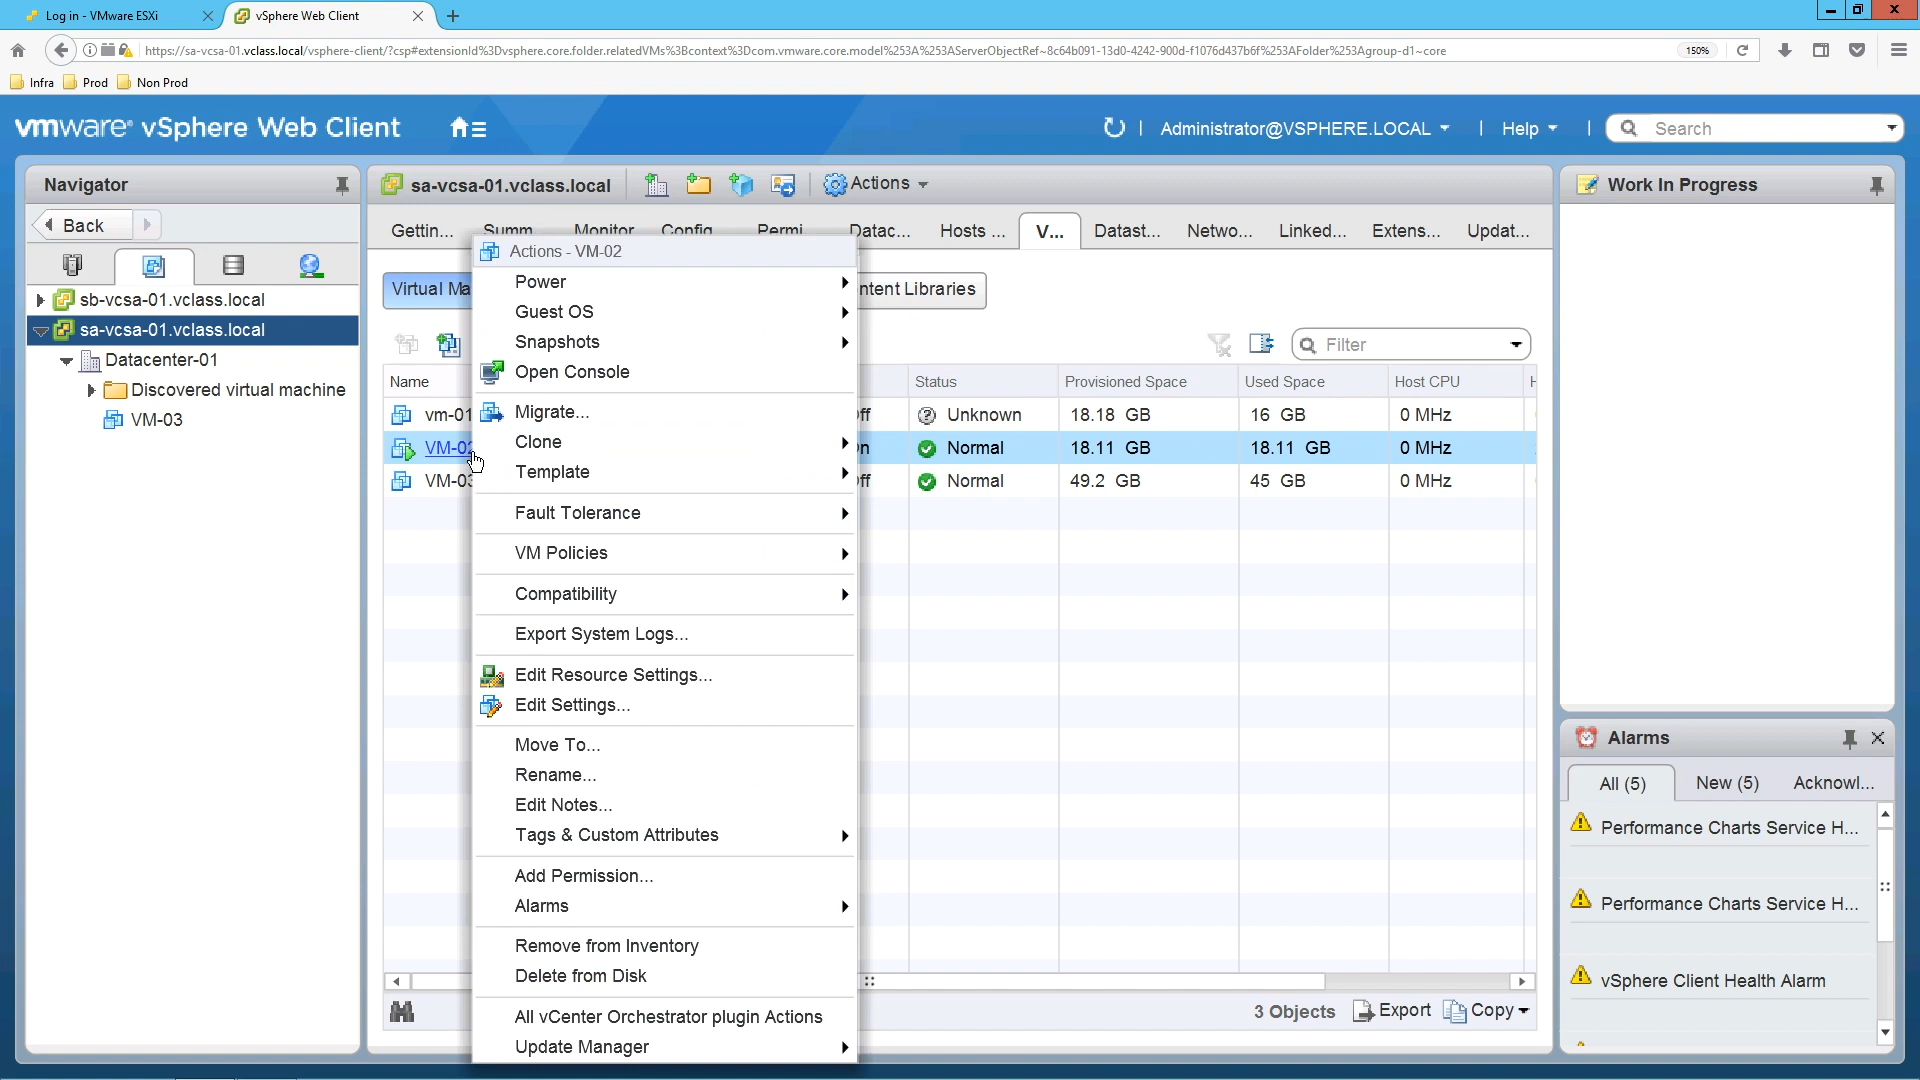 Log in - VMware ESXi
vSphere Web Client
https://sa-vcsa-01.vclass.local/vsphere-client/?csp#extensionId%3Dvsphere.core.folder.relatedVMs%3Bcontext%3Dcom.vmware.core.model%253A%253AServerObjectRef~8c64b091-13d0-4242-900d-f1076d437b6f%253AFolder%253Agroup-d1~core
150%
Infra
Prod
Non Prod
vmware® vSphere Web Client
Administrator@VSPHERE.LOCAL
Help
Search
Navigator
Back
sb-vcsa-01.vclass.local
sa-vcsa-01.vclass.local
Datacenter-01
Discovered virtual machine
VM-03
sa-vcsa-01.vclass.local
Actions
Gettin...
Summ
Monitor
Config
Permi
Datac...
Hosts ...
V...
Datast...
Netwo...
Linked...
Extens...
Updat...
Virtual Ma
ntent Libraries
Filter
Name
Status
Provisioned Space
Used Space
Host CPU
H
vm-01
ff
Unknown
18.18 GB
16 GB
0 MHz
VM-02
n
Normal
18.11 GB
18.11 GB
0 MHz
VM-03
ff
Normal
49.2 GB
45 GB
0 MHz
Actions - VM-02
Power
Guest OS
Snapshots
Open Console
Migrate...
Clone
Template
Fault Tolerance
VM Policies
Compatibility
Export System Logs...
Edit Resource Settings...
Edit Settings...
Move To...
Rename...
Edit Notes...
Tags & Custom Attributes
Add Permission...
Alarms
Remove from Inventory
Delete from Disk
All vCenter Orchestrator plugin Actions
Update Manager
3 Objects
Export
Copy
Work In Progress
Alarms
All (5)
New (5)
Acknowl...
Performance Charts Service H...
Performance Charts Service H...
vSphere Client Health Alarm